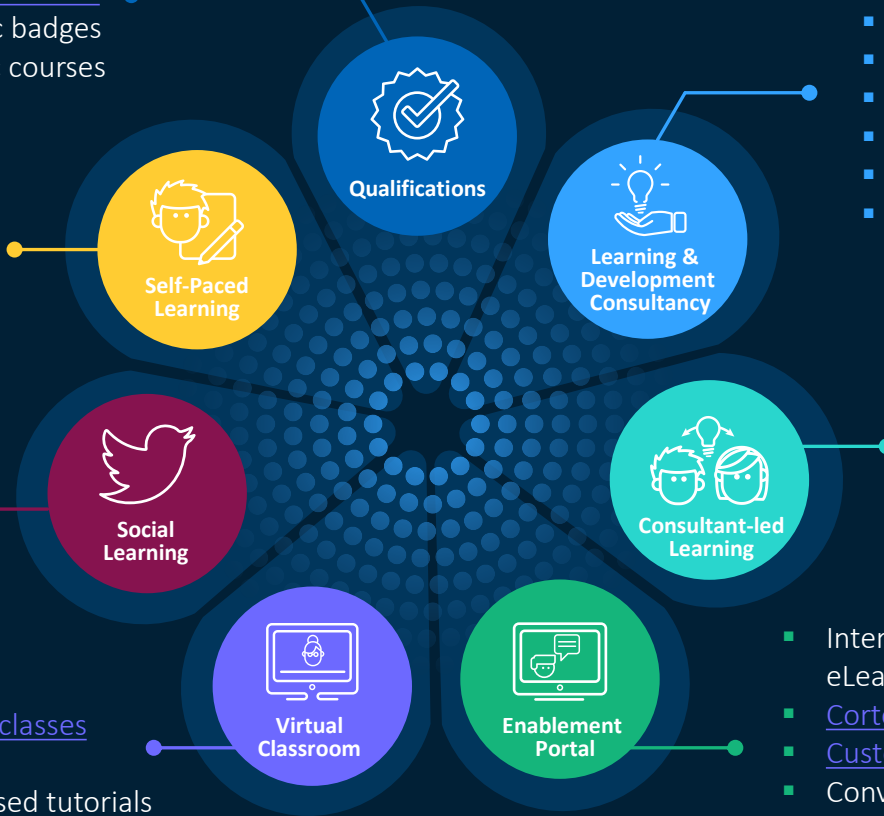 badges
courses
Qualifications
Learning &
Development
Consultancy
Self-Paced
Learning
Social
Learning
Consultant-led
Learning
Virtual
Classroom
Enablement
Portal
classes
tutorials